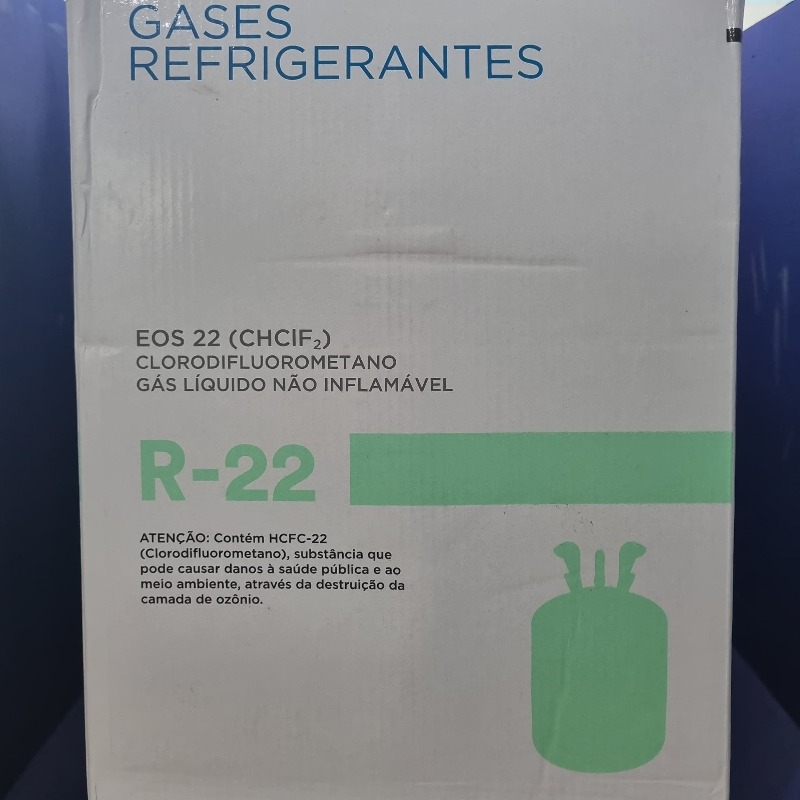 GASES
REFRIGERANTES
EOS 22 (CHClF₂)
CLORODIFLUOROMETANO
GÁS LÍQUIDO NÃO INFLAMÁVEL
R-22
ATENÇÃO: Contém HCFC-22
(Clorodifluorometano), substância que
pode causar danos à saúde pública e ao
meio ambiente, através da destruição da
camada de ozônio.